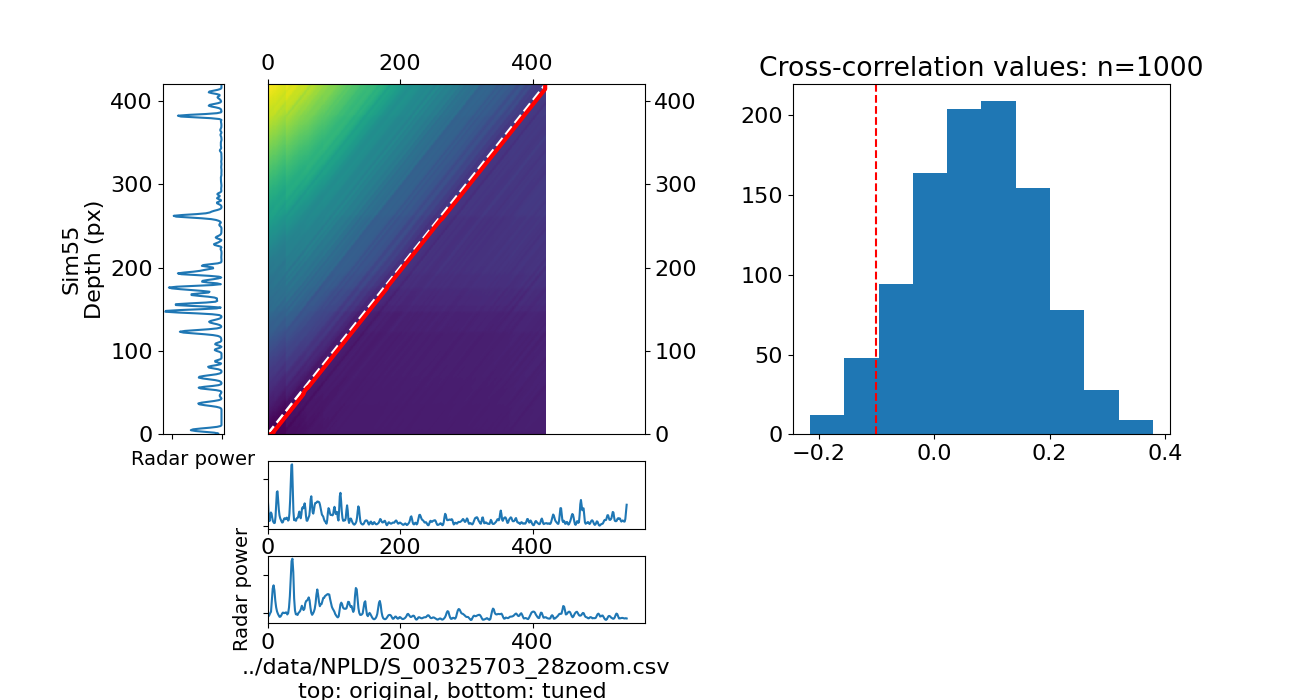 0 200 400
Cross-correlation values: n=1000
400
300
200
100
0
Sim55
Depth (px)
Radar power
400
300
200
100
0
200
150
100
50
0
−0.2 0.0 0.2 0.4
0 200 400
Radar power
0 200 400
../data/NPLD/S_00325703_28zoom.csv
top: original, bottom: tuned